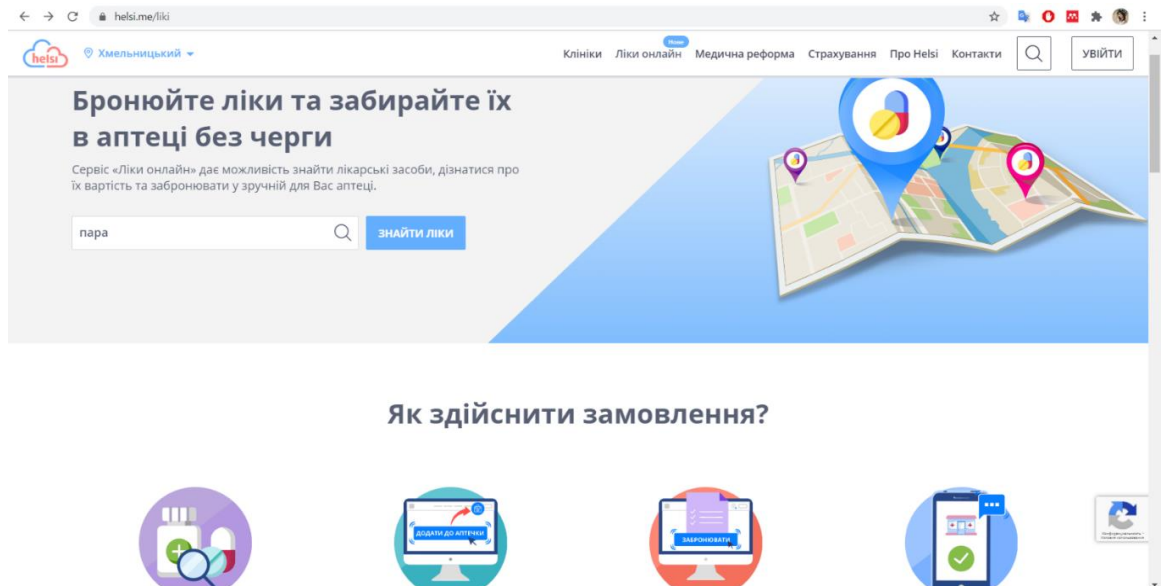 helsi.me/liki
helsi
Хмельницький
Клініки
Ліки онлайн
Нове
Медична реформа
Страхування
Про Helsi
Контакти
УВІЙТИ
Бронюйте ліки та забирайте їх
в аптеці без черги
Сервіс «Ліки онлайн» дає можливість знайти лікарські засоби, дізнатися про
їх вартість та забронювати у зручній для Вас аптеці.
пара
ЗНАЙТИ ЛІКИ
Як здійснити замовлення?
ДОДАТИ ДО АПТЕЧКИ
ЗАБРОНЮВАТИ